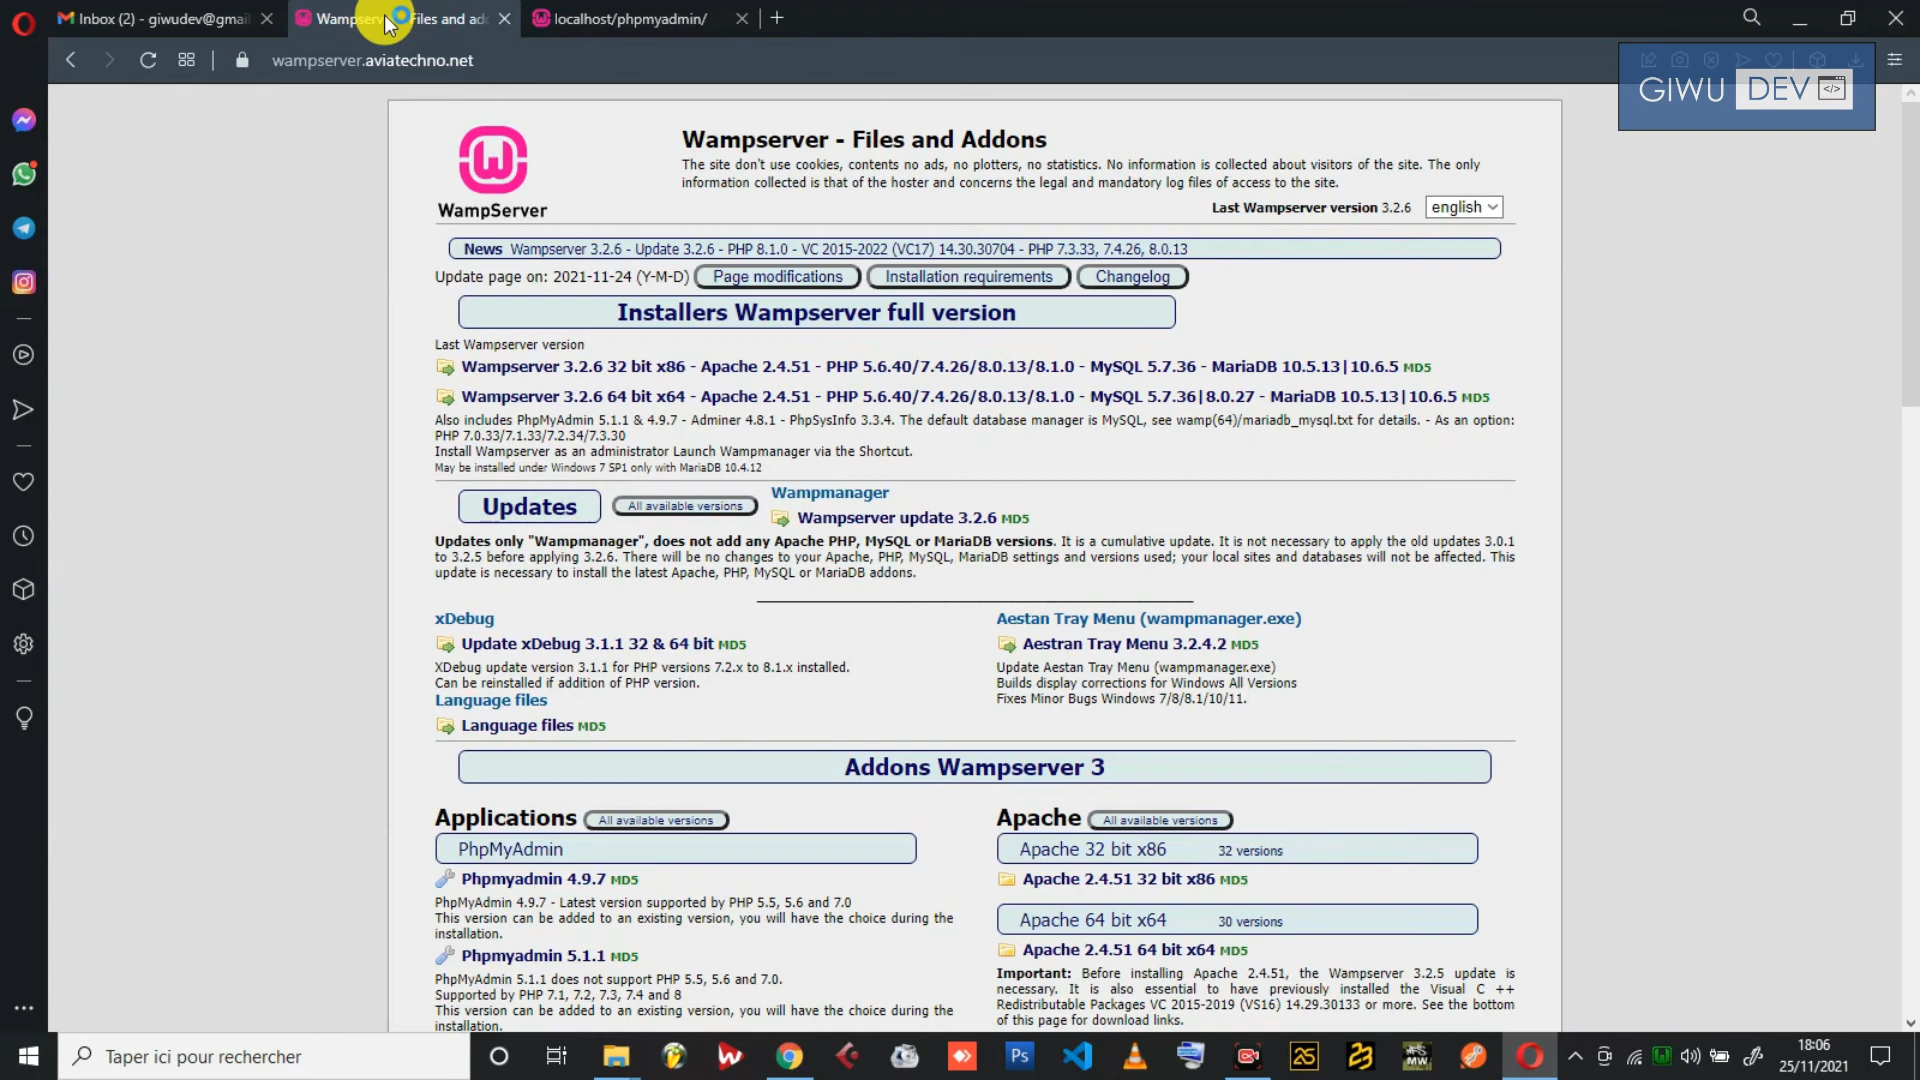 Inbox (2) - giwudev@gmai
Wampserver Files and add
localhost/phpmyadmin/
wampserver.aviatechno.net
GIWU DEV </>
Wampserver - Files and Addons
The site don't use cookies, contents no ads, no plotters, no statistics. No information is collected about visitors of the site. The only
information collected is that of the hoster and concerns the legal and mandatory log files of access to the site.
WampServer
Last Wampserver version 3.2.6 english
News Wampserver 3.2.6 - Update 3.2.6 - PHP 8.1.0 - VC 2015-2022 (VC17) 14.30.30704 - PHP 7.3.33, 7.4.26, 8.0.13
Update page on: 2021-11-24 (Y-M-D) Page modifications Installation requirements Changelog
Installers Wampserver full version
Last Wampserver version
Wampserver 3.2.6 32 bit x86 - Apache 2.4.51 - PHP 5.6.40/7.4.26/8.0.13/8.1.0 - MySQL 5.7.36 - MariaDB 10.5.13|10.6.5 MD5
Wampserver 3.2.6 64 bit x64 - Apache 2.4.51 - PHP 5.6.40/7.4.26/8.0.13/8.1.0 - MySQL 5.7.36|8.0.27 - MariaDB 10.5.13|10.6.5 MD5
Also includes PhpMyAdmin 5.1.1 & 4.9.7 - Adminer 4.8.1 - PhpSysInfo 3.3.4. The default database manager is MySQL, see wamp(64)/mariadb_mysql.txt for details. - As an option:
PHP 7.0.33/7.1.33/7.2.34/7.3.30
Install Wampserver as an administrator Launch Wampmanager via the Shortcut.
May be installed under Windows 7 SP1 only with MariaDB 10.4.12
Updates All available versions
Wampmanager
Wampserver update 3.2.6 MD5
Updates only "Wampmanager", does not add any Apache PHP, MySQL or MariaDB versions. It is a cumulative update. It is not necessary to apply the old updates 3.0.1
to 3.2.5 before applying 3.2.6. There will be no changes to your Apache, PHP, MySQL, MariaDB settings and versions used; your local sites and databases will not be affected. This
update is necessary to install the latest Apache, PHP, MySQL or MariaDB addons.
xDebug
Update xDebug 3.1.1 32 & 64 bit MD5
XDebug update version 3.1.1 for PHP versions 7.2.x to 8.1.x installed.
Can be reinstalled if addition of PHP version.
Language files
Language files MD5
Aestan Tray Menu (wampmanager.exe)
Aestran Tray Menu 3.2.4.2 MD5
Update Aestan Tray Menu (wampmanager.exe)
Builds display corrections for Windows All Versions
Fixes Minor Bugs Windows 7/8/8.1/10/11.
Addons Wampserver 3
Applications All available versions
PhpMyAdmin
Phpmyadmin 4.9.7 MD5
PhpMyAdmin 4.9.7 - Latest version supported by PHP 5.5, 5.6 and 7.0
This version can be added to an existing version, you will have the choice during the
installation.
Phpmyadmin 5.1.1 MD5
PhpMyAdmin 5.1.1 does not support PHP 5.5, 5.6 and 7.0.
Supported by PHP 7.1, 7.2, 7.3, 7.4 and 8
This version can be added to an existing version, you will have the choice during the
installation.
Apache All available versions
Apache 32 bit x86 32 versions
Apache 2.4.51 32 bit x86 MD5
Apache 64 bit x64 30 versions
Apache 2.4.51 64 bit x64 MD5
Important: Before installing Apache 2.4.51, the Wampserver 3.2.5 update is
necessary. It is also essential to have previously installed the Visual C ++
Redistributable Packages VC 2015-2019 (VS16) 14.29.30133 or more. See the bottom
of this page for download links.
Taper ici pour rechercher
Ps
MW
18:06
25/11/2021